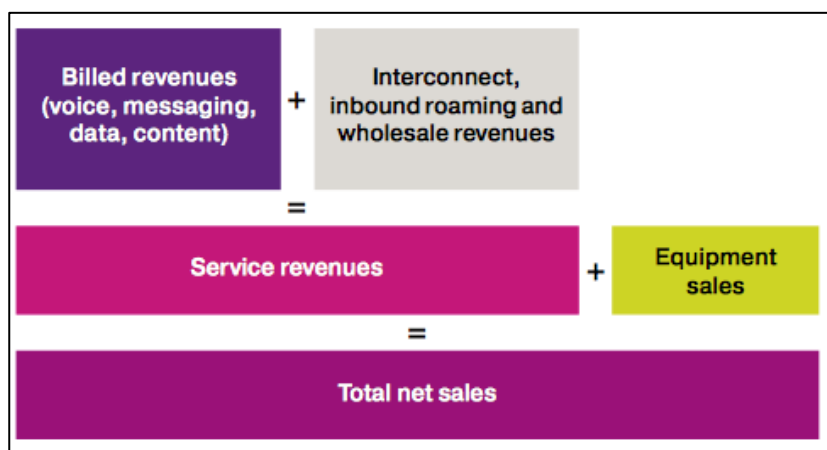 Billed revenues
(voice, messaging,
data, content)
+
Interconnect,
inbound roaming and
wholesale revenues
=
Service revenues
+
Equipment
sales
=
Total net sales